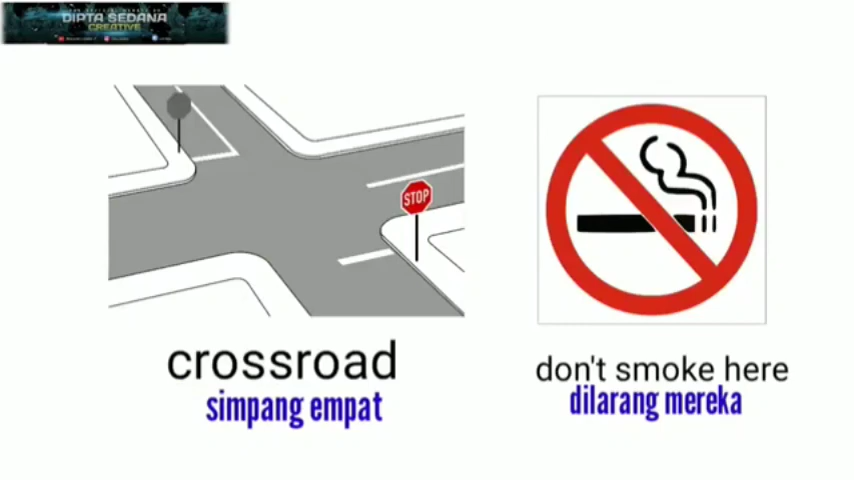 DIPTA SEDANA
CREATIVE
STOP
crossroad
simpang empat
don't smoke here
dilarang mereka